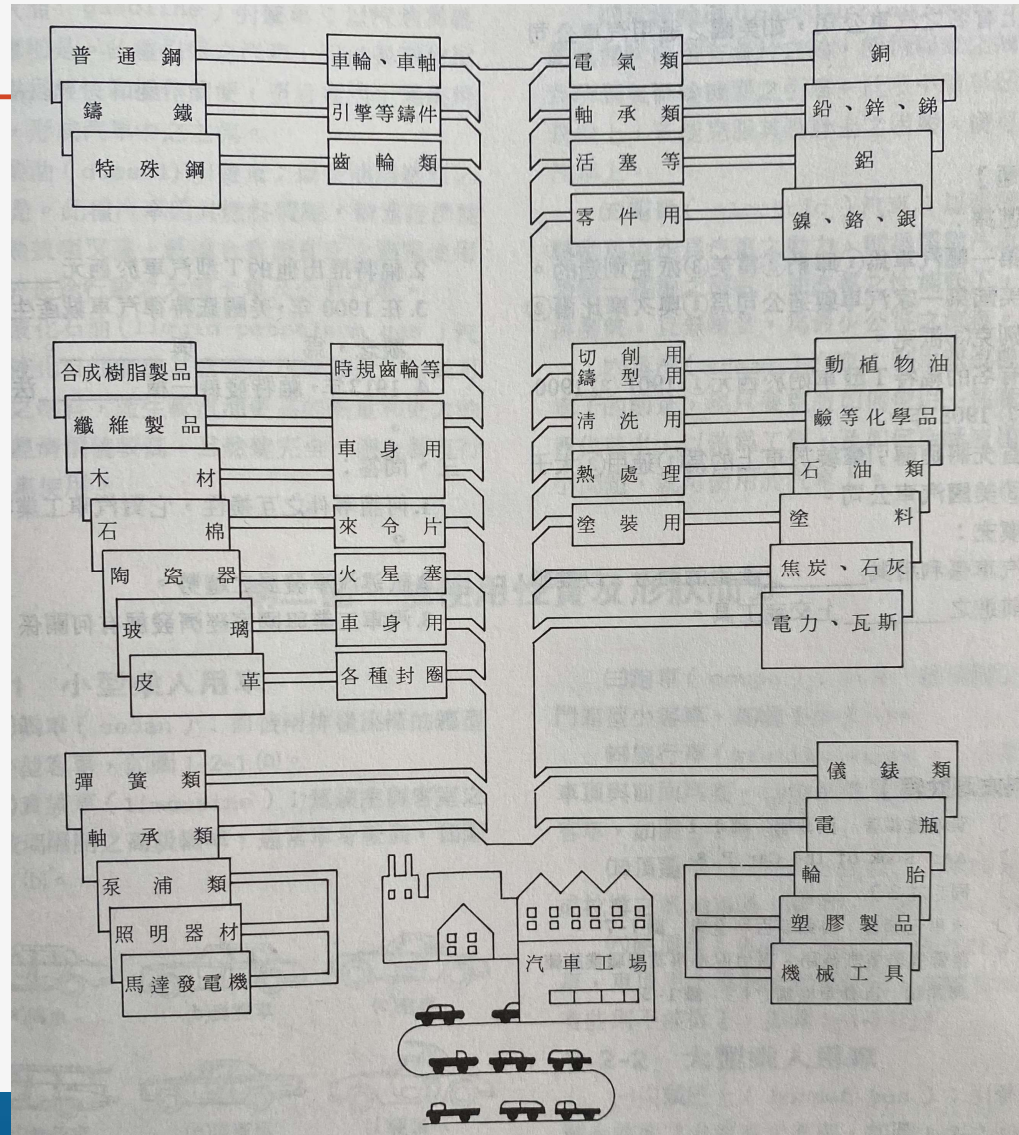 普通鋼
車輪、車軸
鑄鐵
引擎等鑄件
特殊鋼
齒輪類
電氣類
銅
軸承類
鉛、鋅、銻
活塞等
鋁
零件用
鎳、鉻、銀
合成樹脂製品
時規齒輪等
纖維製品
車身用
木材
石棉
來令片
陶瓷器
火星塞
玻璃
車身用
皮革
各種封圈
切削用
鑄型用
動植物油
清洗用
鹼等化學品
熱處理
石油類
塗裝用
塗料
焦炭、石灰
電力、瓦斯
彈簧類
軸承類
泵浦類
照明器材
馬達發電機
儀錶類
電瓶
輪胎
塑膠製品
機械工具
汽車工場